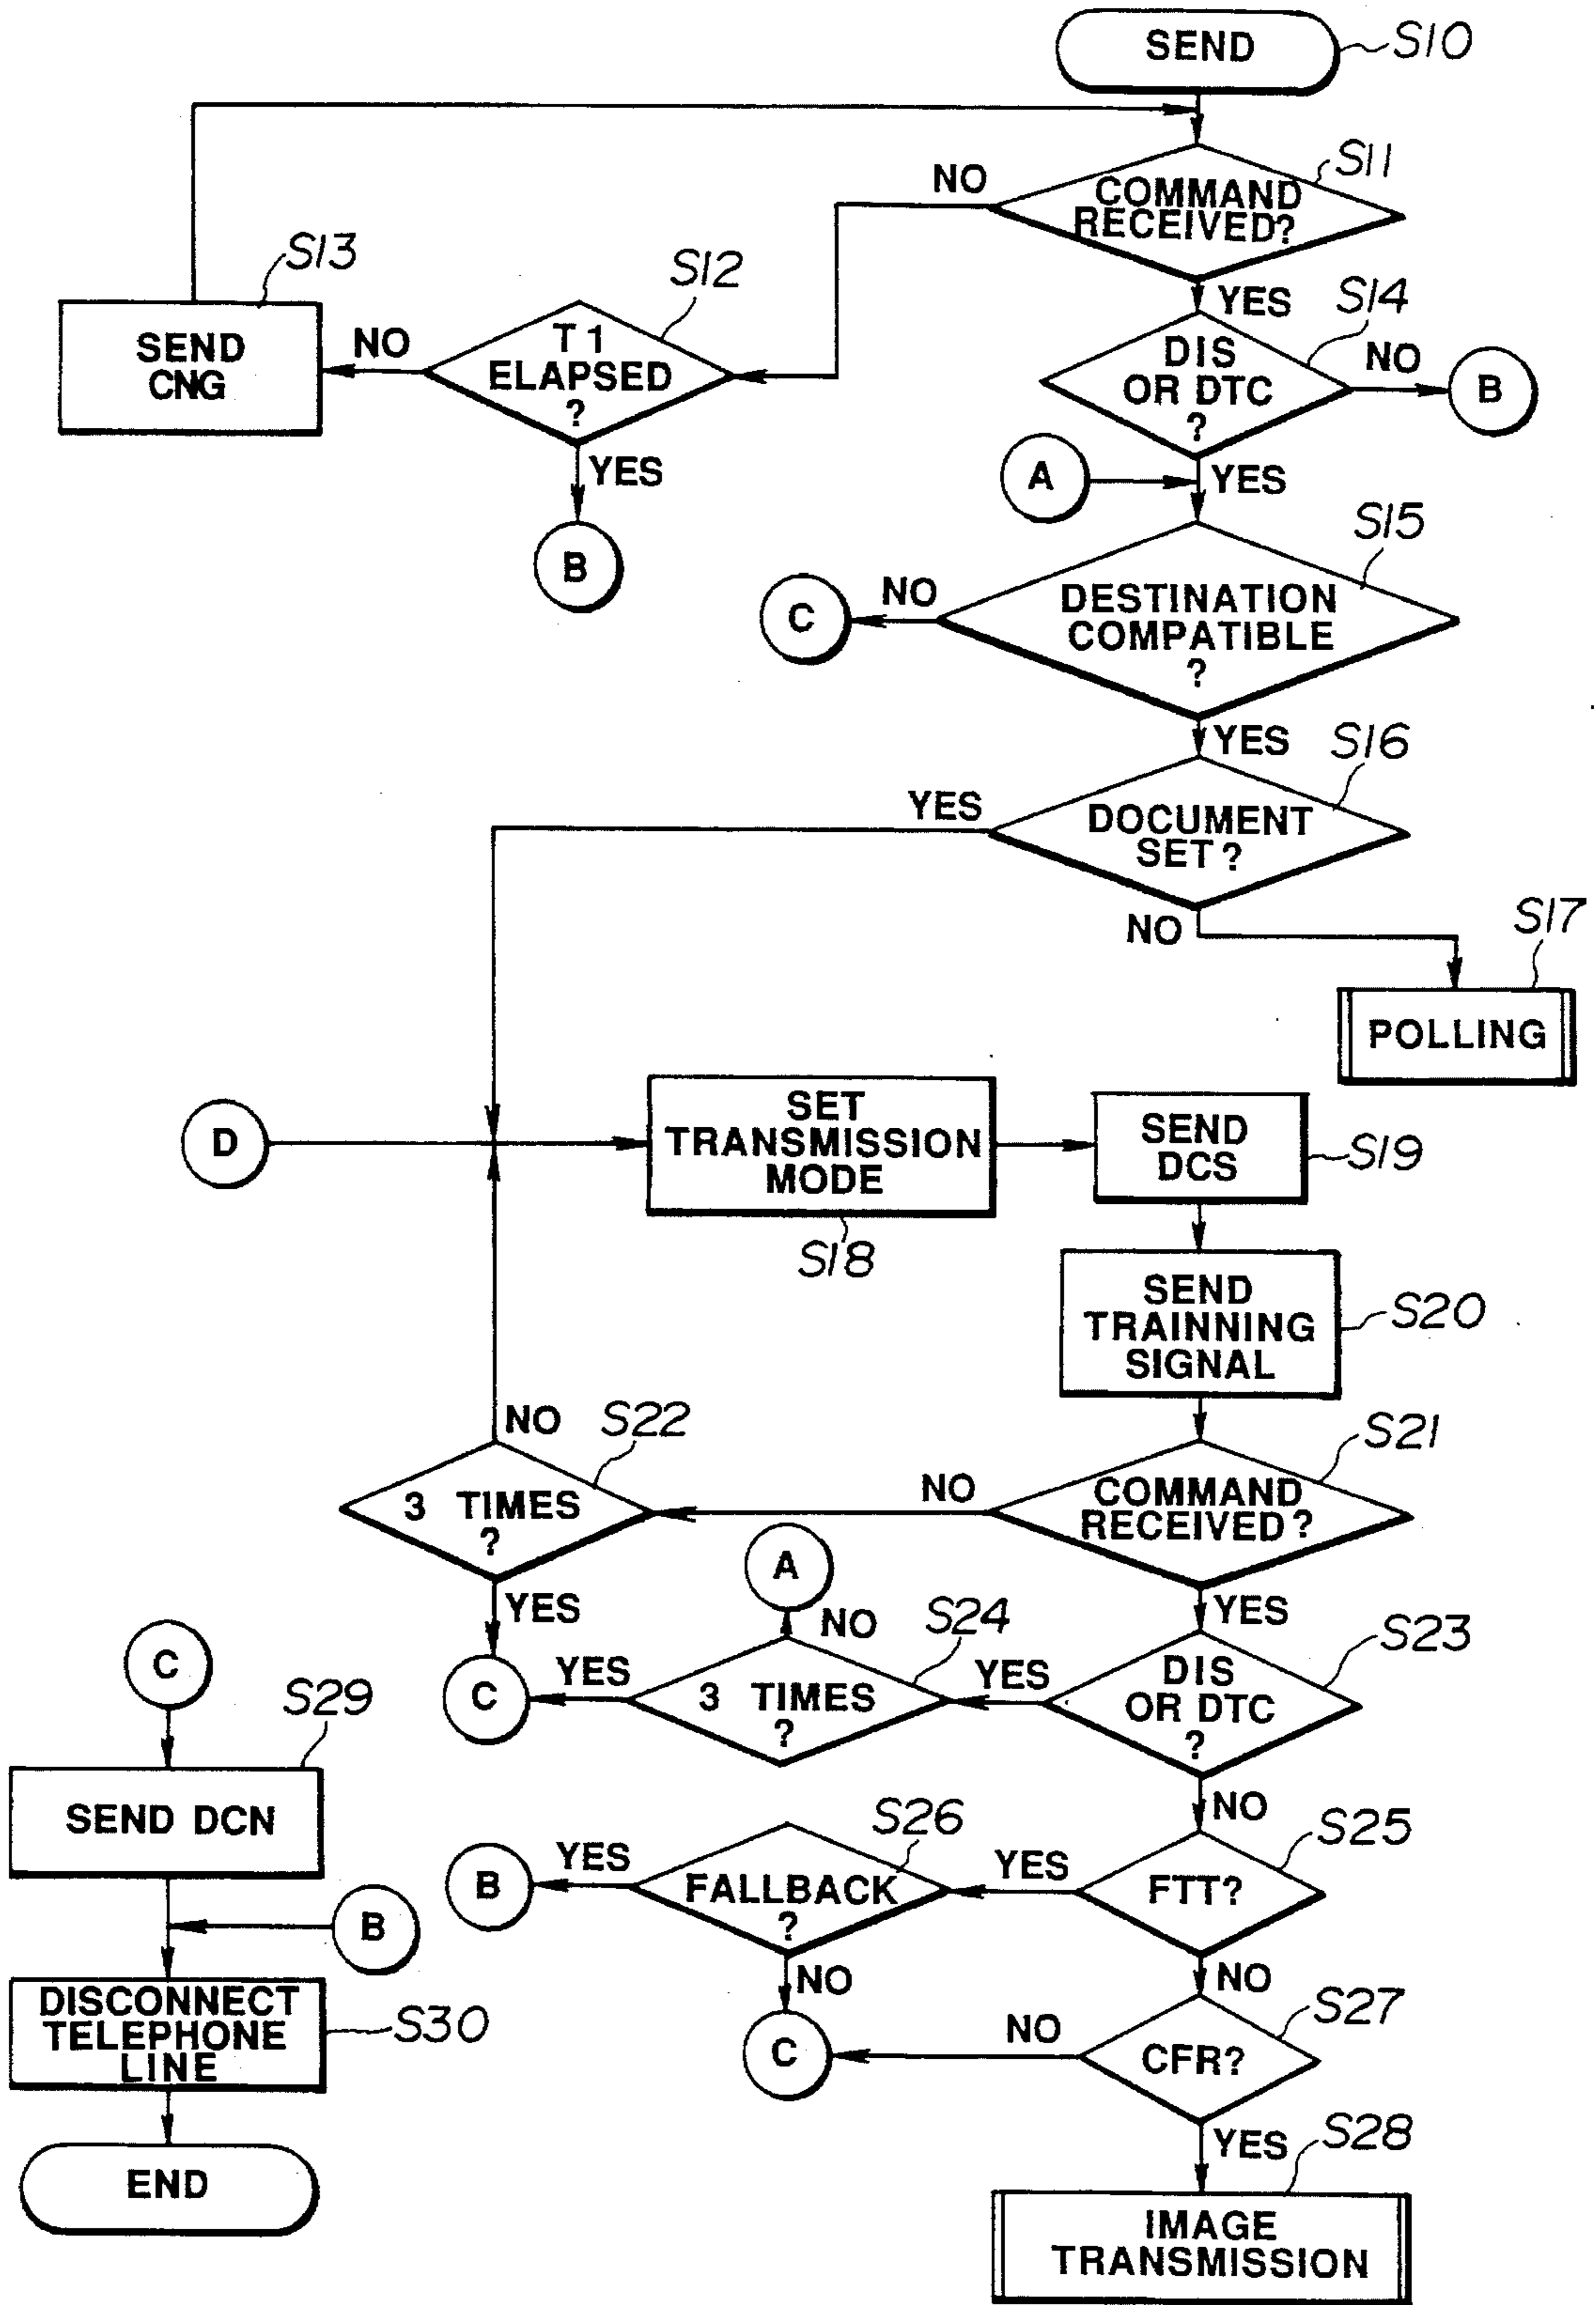 SEND
S10
S11
NO
COMMAND
RECEIVED?
S13
S12
YES
S14
SEND
CNG
NO
T1
ELAPSED
?
DIS
OR DTC
?
NO
B
YES
A
YES
B
S15
C
NO
DESTINATION
COMPATIBLE
?
YES
S16
YES
DOCUMENT
SET?
NO
S17
POLLING
D
SET
TRANSMISSION
MODE
S18
SEND
DCS
S19
SEND
TRAINNING
SIGNAL
S20
NO
S22
S21
3 TIMES
?
NO
COMMAND
RECEIVED?
A
YES
NO
S24
YES
S23
C
C
YES
3 TIMES
?
YES
DIS
OR DTC
?
S29
NO
SEND DCN
S26
S25
B
YES
FALLBACK
?
YES
FTT?
B
NO
NO
DISCONNECT
TELEPHONE
LINE
S30
C
NO
S27
CFR?
YES
S28
END
IMAGE
TRANSMISSION